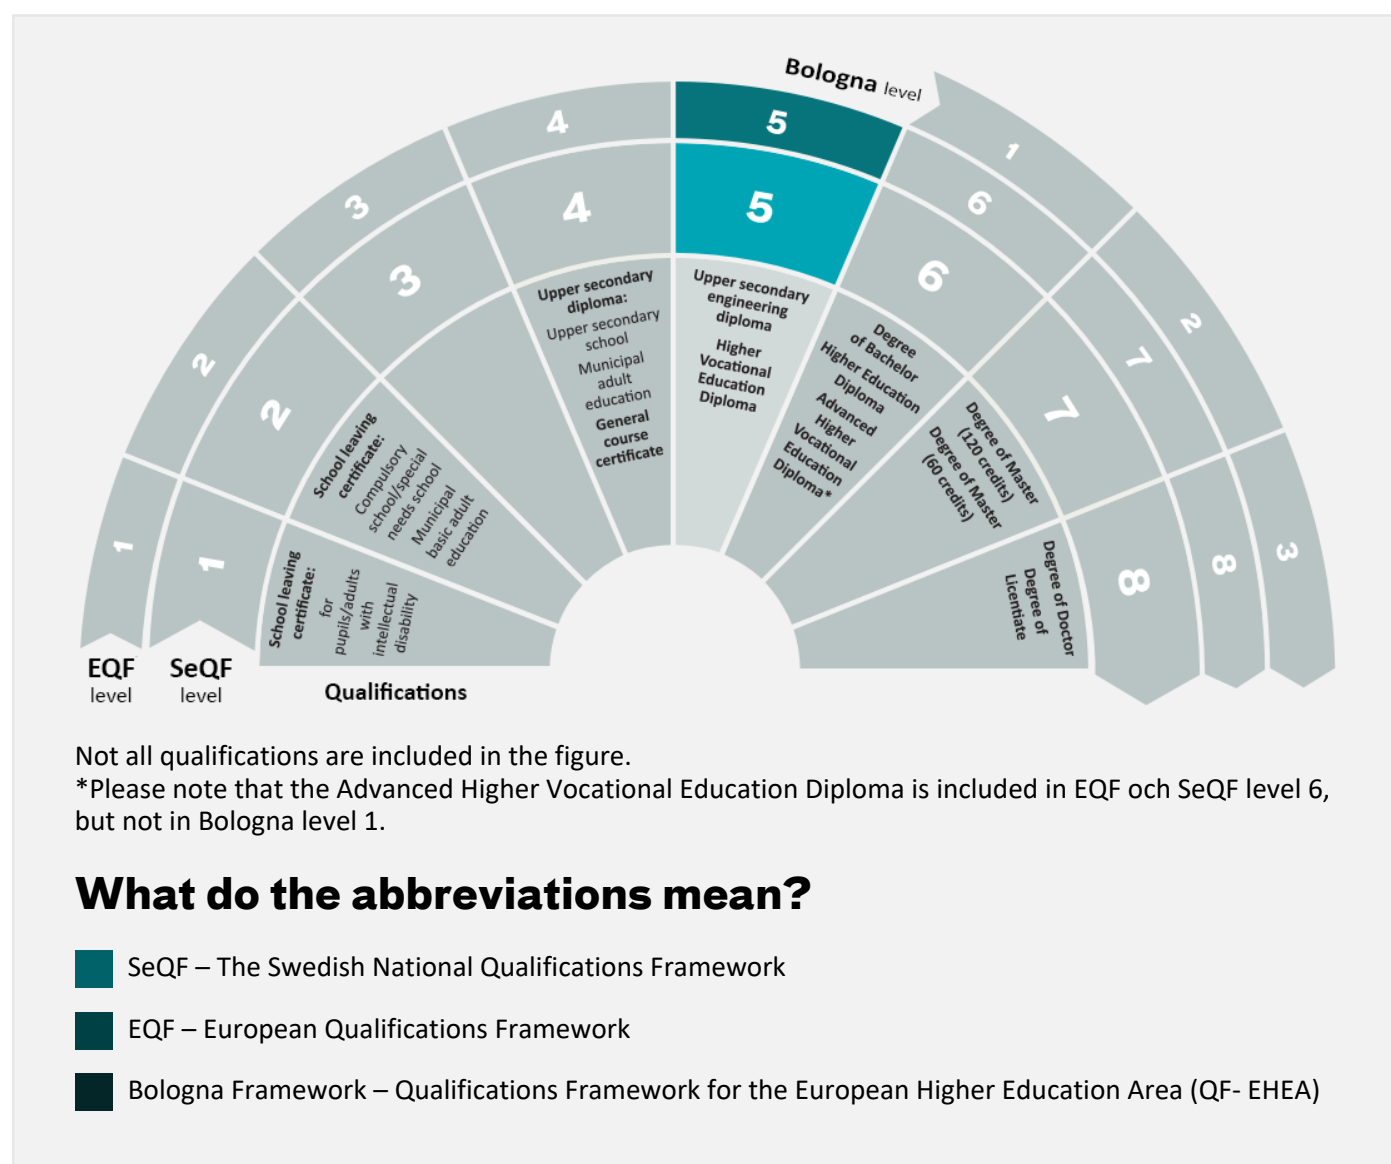 Bologna level
1
2
3
4
5
1
2
3
4
5
6
7
8
6
7
8
1
2
3
School leaving
certificate:
for
pupils/adults
with
intellectual
disability
School leaving
certificate:
Compulsory
school/special
needs school
Municipal
basic adult
education
Upper secondary
diploma:
Upper secondary
school
Municipal
adult
education
General
course
certificate
Upper secondary
engineering
diploma
Higher
Vocational
Education
Diploma
Degree
of Bachelor
Higher Education
Diploma
Advanced
Higher
Vocational
Education
Diploma*
Degree of Master
(120 credits)
Degree of Master
(60 credits)
Degree of Doctor
Degree of
Licentiate
EQF
level
SeQF
level
Qualifications
Not all qualifications are included in the figure.
*Please note that the Advanced Higher Vocational Education Diploma is included in EQF och SeQF level 6,
but not in Bologna level 1.
What do the abbreviations mean?
SeQF – The Swedish National Qualifications Framework
EQF – European Qualifications Framework
Bologna Framework – Qualifications Framework for the European Higher Education Area (QF- EHEA)